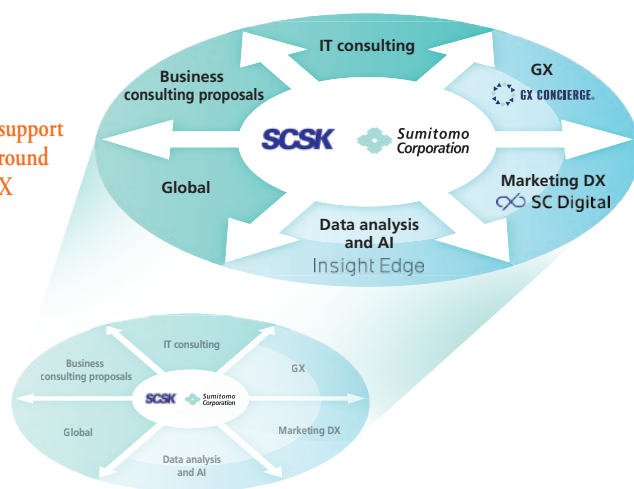 IT consulting
Business
consulting proposals
GX
GX CONCIERGE®
support
round
X
SCSK
Sumitomo
Corporation
Global
Marketing DX
SC Digital
Data analysis
and AI
Insight Edge
IT consulting
Business
consulting proposals
GX
SCSK
Sumitomo
Corporation
Global
Marketing DX
Data analysis
and AI